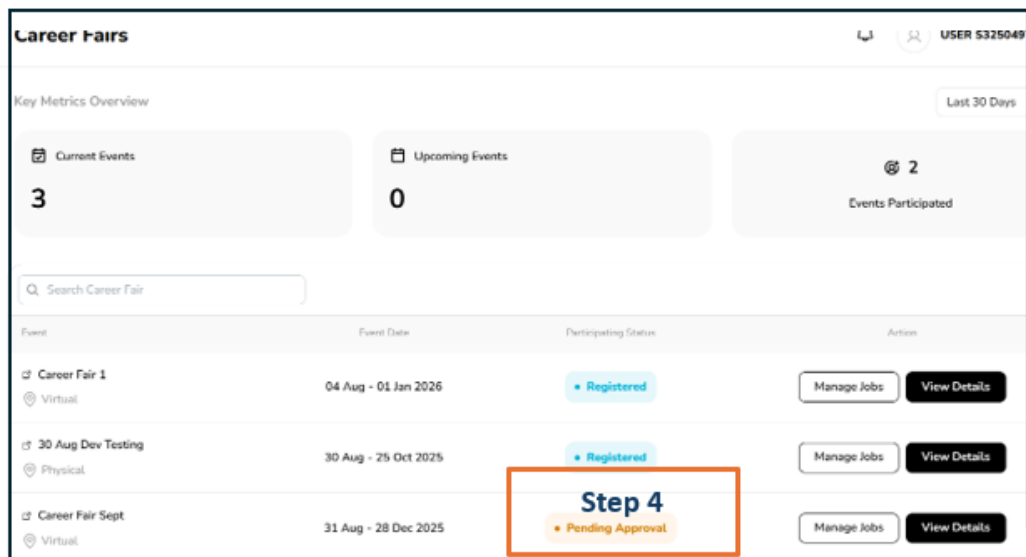 Career Fairs
USER S325049
Key Metrics Overview
Last 30 Days
Current Events
3
Upcoming Events
0
2
Events Participated
Search Career Fair
Event Event Date Participating Status Action
Career Fair 1
Virtual
04 Aug - 01 Jan 2026
Registered
Manage Jobs
View Details
30 Aug Dev Testing
Physical
30 Aug - 25 Oct 2025
Registered
Manage Jobs
View Details
Step 4
Career Fair Sept
Virtual
31 Aug - 28 Dec 2025
Pending Approval
Manage Jobs
View Details